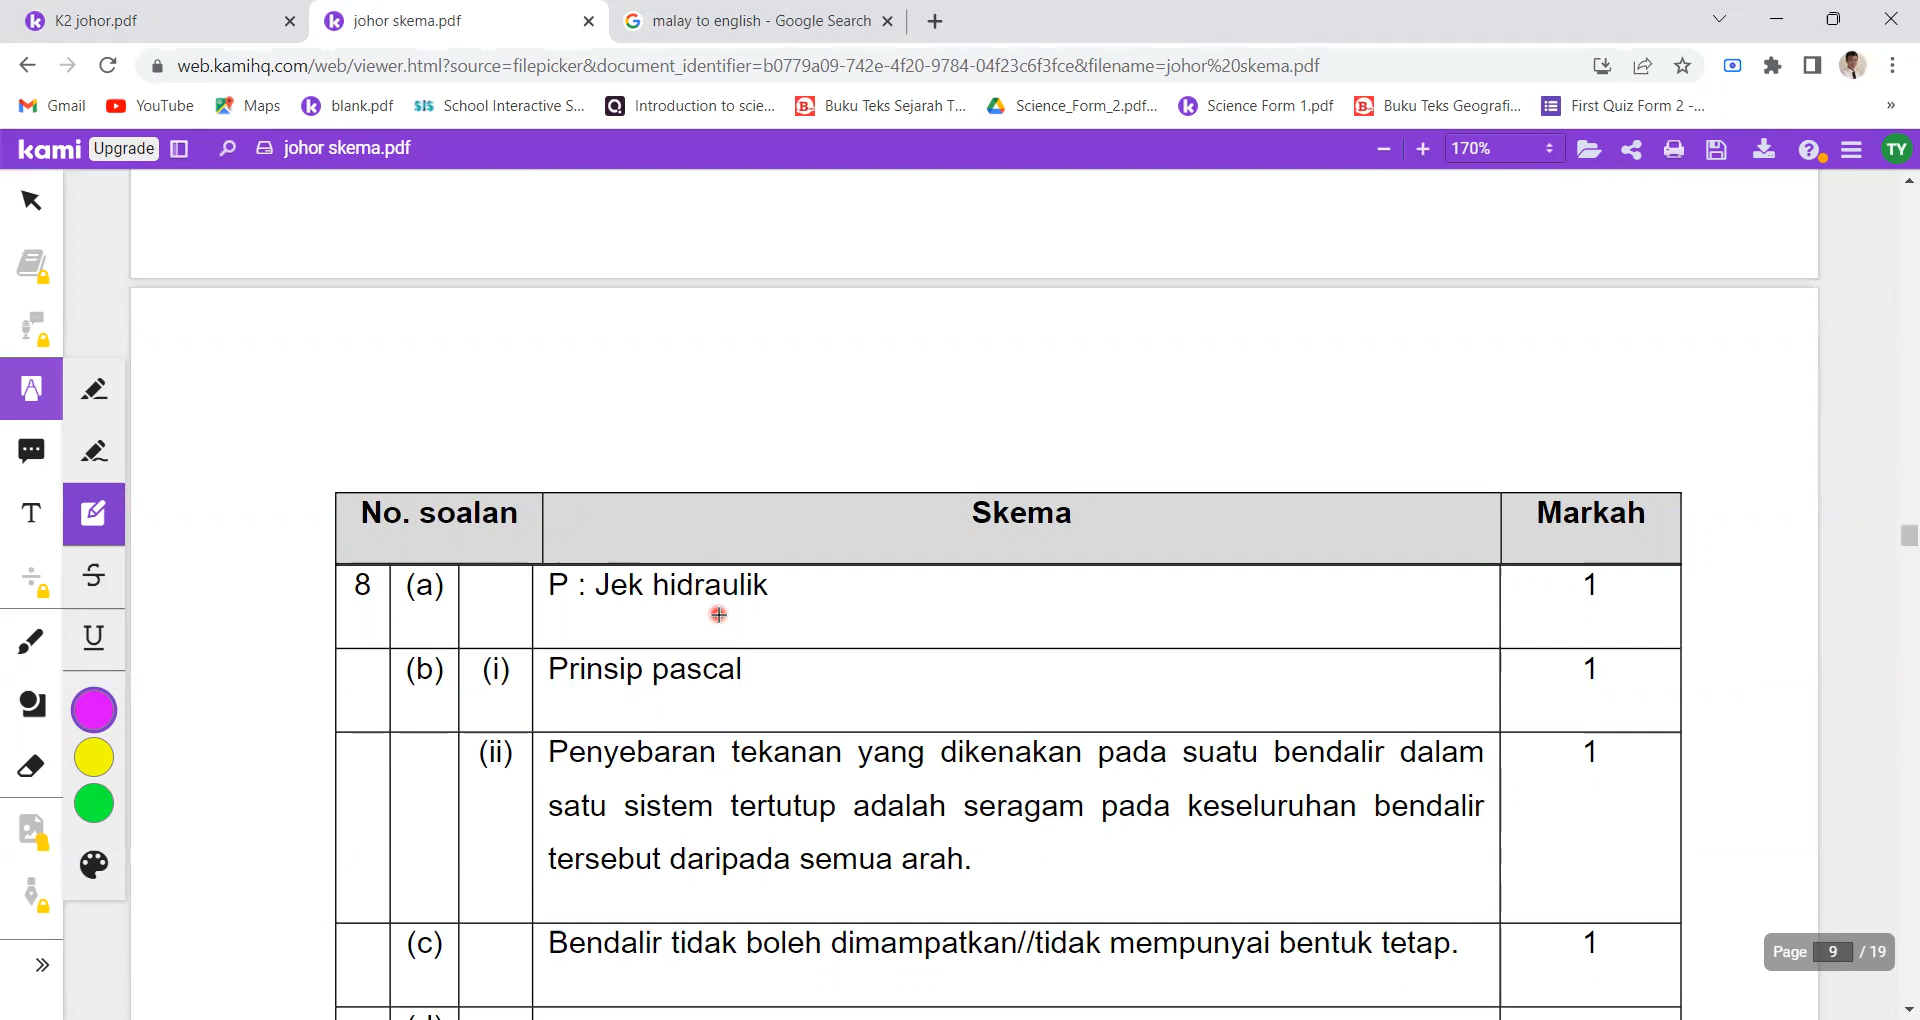 K2 johor.pdf
johor skema.pdf
malay to english - Google Search
web.kamihq.com/web/viewer.html?source=filepicker&document_identifier=b0779a09-742e-4f20-9784-04f23c6f3fce&filename=johor%20skema.pdf
Gmail YouTube Maps blank.pdf School Interactive S... Introduction to scie... Buku Teks Sejarah T... Science_Form_2.pdf... Science Form 1.pdf Buku Teks Geografi... First Quiz Form 2 -...
kami Upgrade johor skema.pdf 170% TY
No. soalan Skema Markah
8 (a) P : Jek hidraulik 1
(b) (i) Prinsip pascal 1
(ii) Penyebaran tekanan yang dikenakan pada suatu bendalir dalam 1
satu sistem tertutup adalah seragam pada keseluruhan bendalir
tersebut daripada semua arah.
(c) Bendalir tidak boleh dimampatkan//tidak mempunyai bentuk tetap. 1
Page 9 / 19